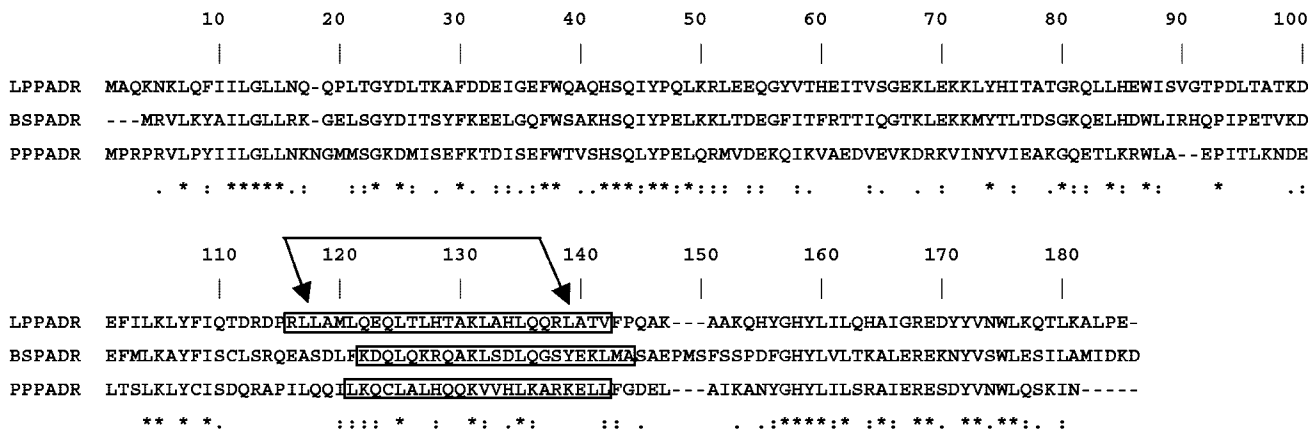 10 20 30 40 50 60 70 80 90 100
LPPADR MAQKNKLQFIILGLLNQ-QPLTGYDLTKAFDDEIGEFWQAQHSQIYPQLKRLEEQGYVTHEITVSGEKLEKKLYHITATGRQLLHEWISVGTPDLTATKD
BSPADR ---MRVLKYAILGLLRK-GELSGYDITSYFKEELGQFWSAKHSQIYPELKKLTDEGFITFRTTIQGTKLEKKMYTLTDSGKQELHDWLIRHQPIPETVKD
PPPADR MPRPRVLPYIILGLLNKNGMMSGKDMISEFKTDISEFWTVSHSQLYPELQRMVDEKQIKVAEDVEVKDRKVINYVIEAKGQETLKRWLA--EPITLKNDE
. * : ***** . :: * * : * :: ** .***:**:*:::: :: : . * : . *:: * *: * .:
110 120 130 140 150 160 170 180
LPPADR EFILKLYFIQTDRDPRLLAMLQEQLTLHTAKLAHLQQRLATVFPQAK---AAKQHYGHYLILQHAIGREDYYVNWLKQTLKALPE-
BSPADR EFMLKAYFISCLSRQEASDLFKDQLQKRQAKLSDLQGSYEKLMASAEPMSFSSPDFGHYLVLTKALEREKNYVSWLESILAMIDKD
PPPADR LTSLKLYCISDQRAPILQQILKQCLALHQQKVVHLKARKELLFGDEL---AIKANYGHYLILSRAIERESDYVNWLQSKIN-----
** * *. :::: * : *: .*: :: . . .:****:* :*: **. **.**:. :